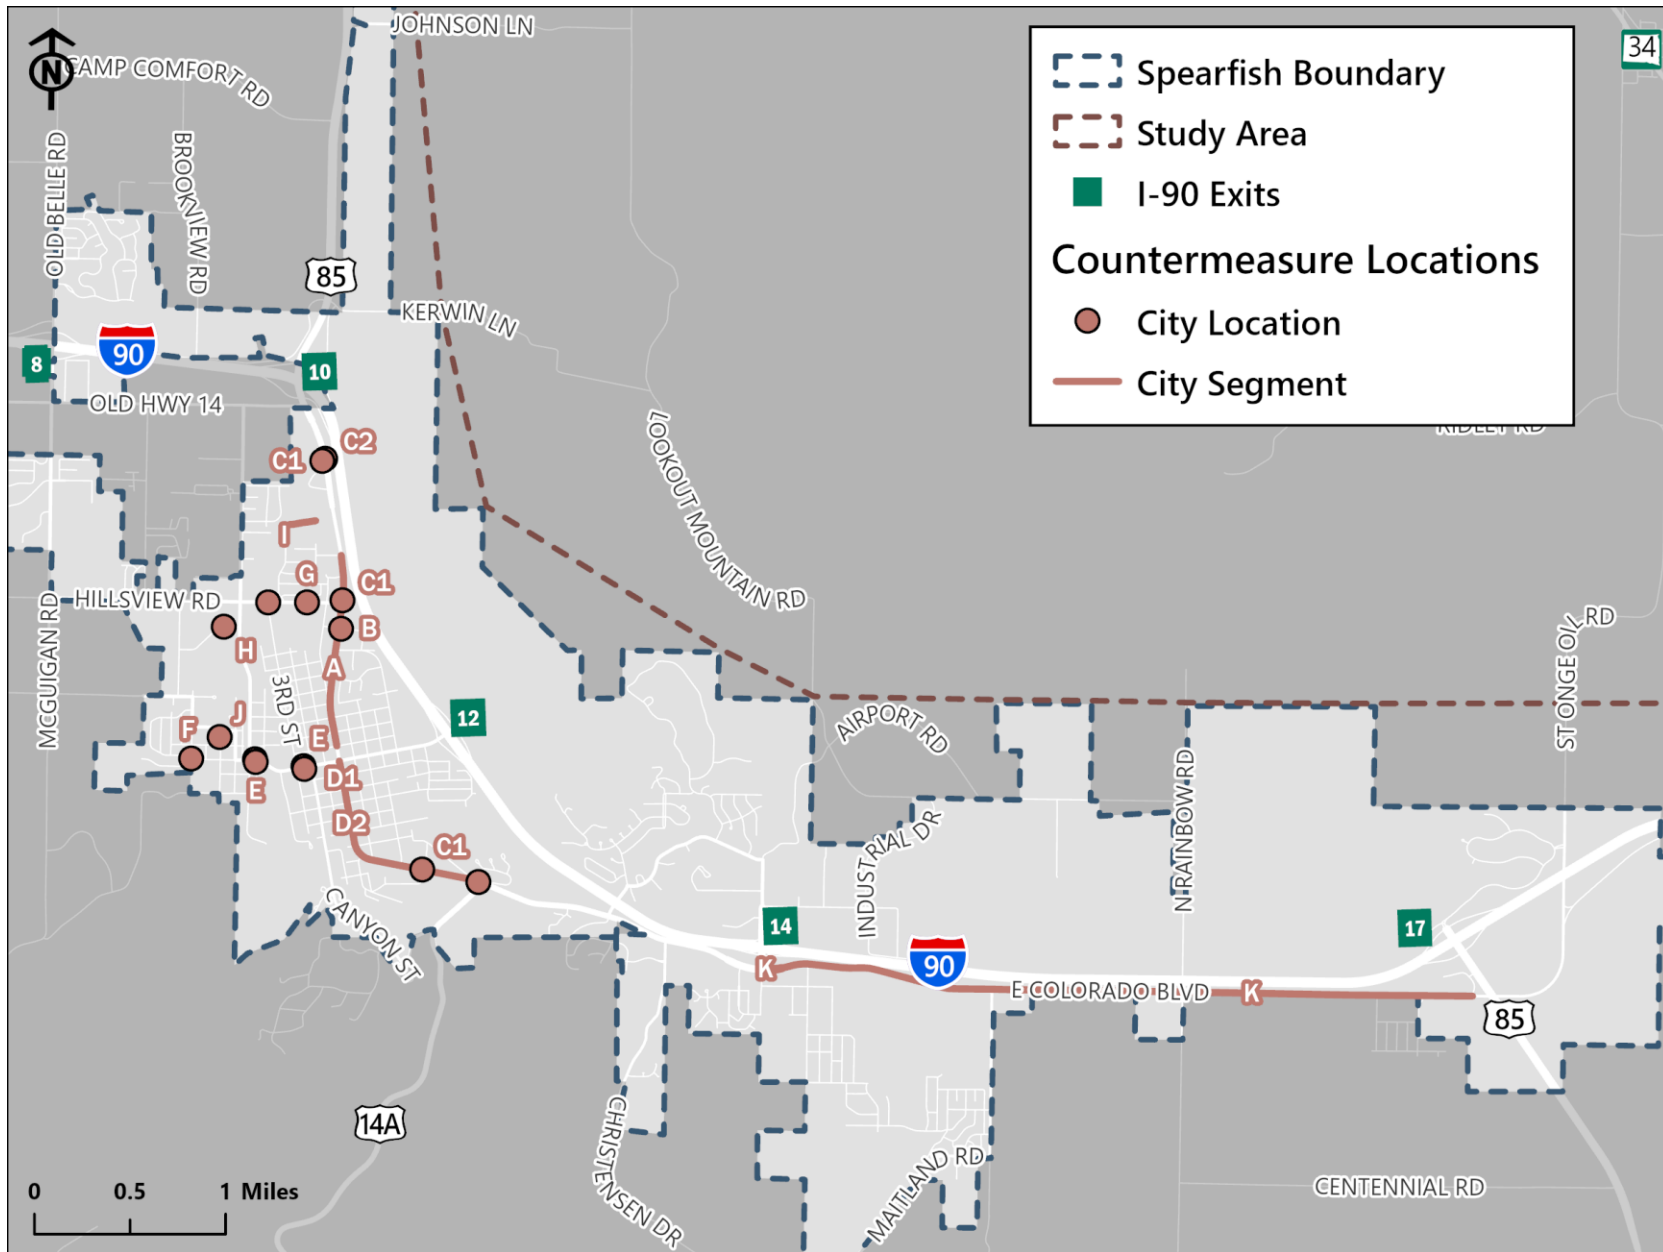 JOHNSON LN
34
N
CAMP COMFORT RD
Spearfish Boundary
Study Area
I-90 Exits
Countermeasure Locations
City Location
City Segment
OLD BELLE RD
BROOKVIEW RD
85
KERWIN LN
90
8
10
OLD HWY 14
RIDLEY RD
C2
C1
LOOKOUT MOUNTAIN RD
I
G
C1
HILLSVIEW RD
MCGUIGAN RD
B
H
A
3RD ST
ST ONGE OIL RD
12
F
J
E
AIRPORT RD
E
D1
D2
N RAINBOW RD
INDUSTRIAL DR
C1
CANYON ST
14
17
K
90
E COLORADO BLVD
K
85
14A
CHRISTENSEN DR
MAITLAND RD
CENTENNIAL RD
0 0.5 1 Miles